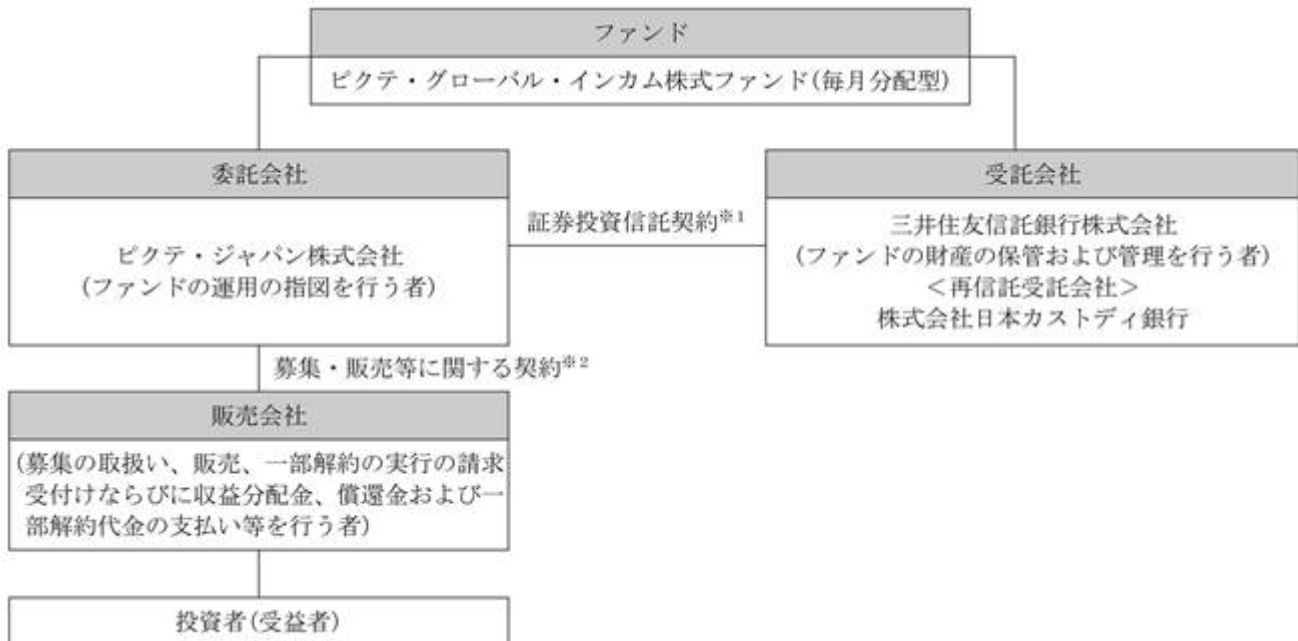 ファンド
ピクテ・グローバル・インカム株式ファンド(毎月分配型)
委託会社
ピクテ・ジャパン株式会社
(ファンドの運用の指図を行う者)
証券投資信託契約※1
受託会社
三井住友信託銀行株式会社
(ファンドの財産の保管および管理を行う者)
<再信託受託会社>
株式会社日本カストディ銀行
募集・販売等に関する契約※2
販売会社
(募集の取扱い、販売、一部解約の実行の請求
受付けならびに収益分配金、償還金および一
部解約代金の支払い等を行う者)
投資者(受益者)